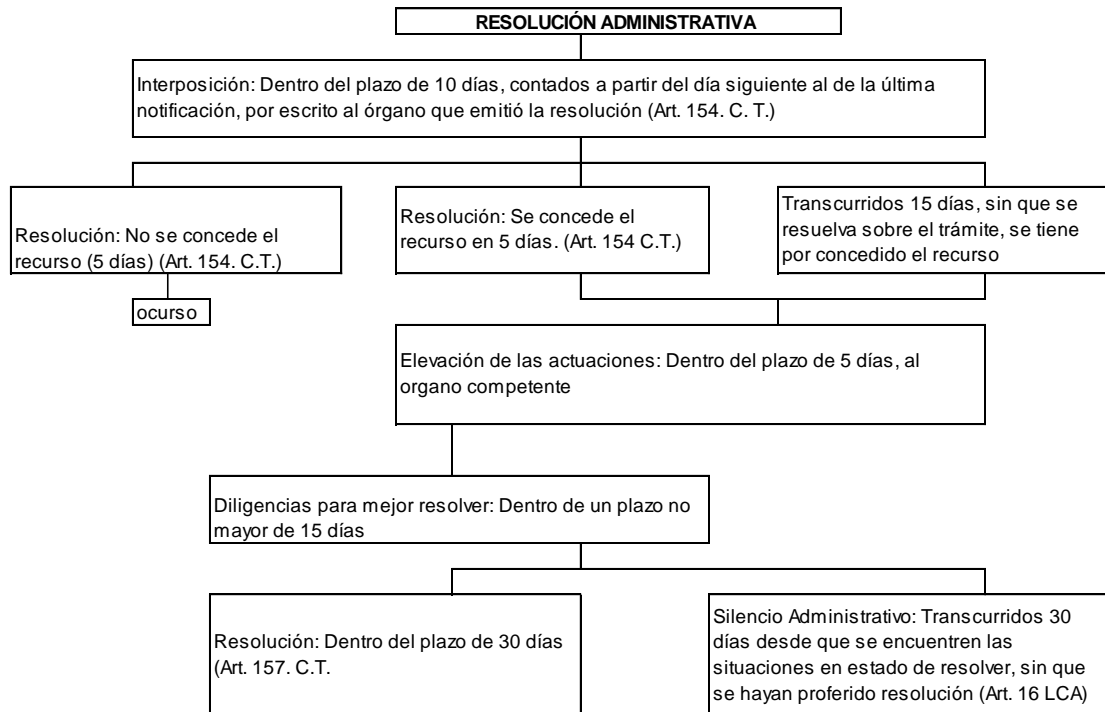 RESOLUCIÓN ADMINISTRATIVA
Interposición: Dentro del plazo de 10 días, contados a partir del día siguiente al de la última
notificación, por escrito al órgano que emitió la resolución (Art. 154. C. T.)
Resolución: No se concede el
recurso (5 días) (Art. 154. C.T.)
Resolución: Se concede el
recurso en 5 días. (Art. 154 C.T.)
Transcurridos 15 días, sin que se
resuelva sobre el trámite, se tiene
por concedido el recurso
ocurso
Elevación de las actuaciones: Dentro del plazo de 5 días, al
organo competente
Diligencias para mejor resolver: Dentro de un plazo no
mayor de 15 días
Resolución: Dentro del plazo de 30 días
(Art. 157. C.T.
Silencio Administrativo: Transcurridos 30
días desde que se encuentren las
situaciones en estado de resolver, sin que
se hayan proferido resolución (Art. 16 LCA)